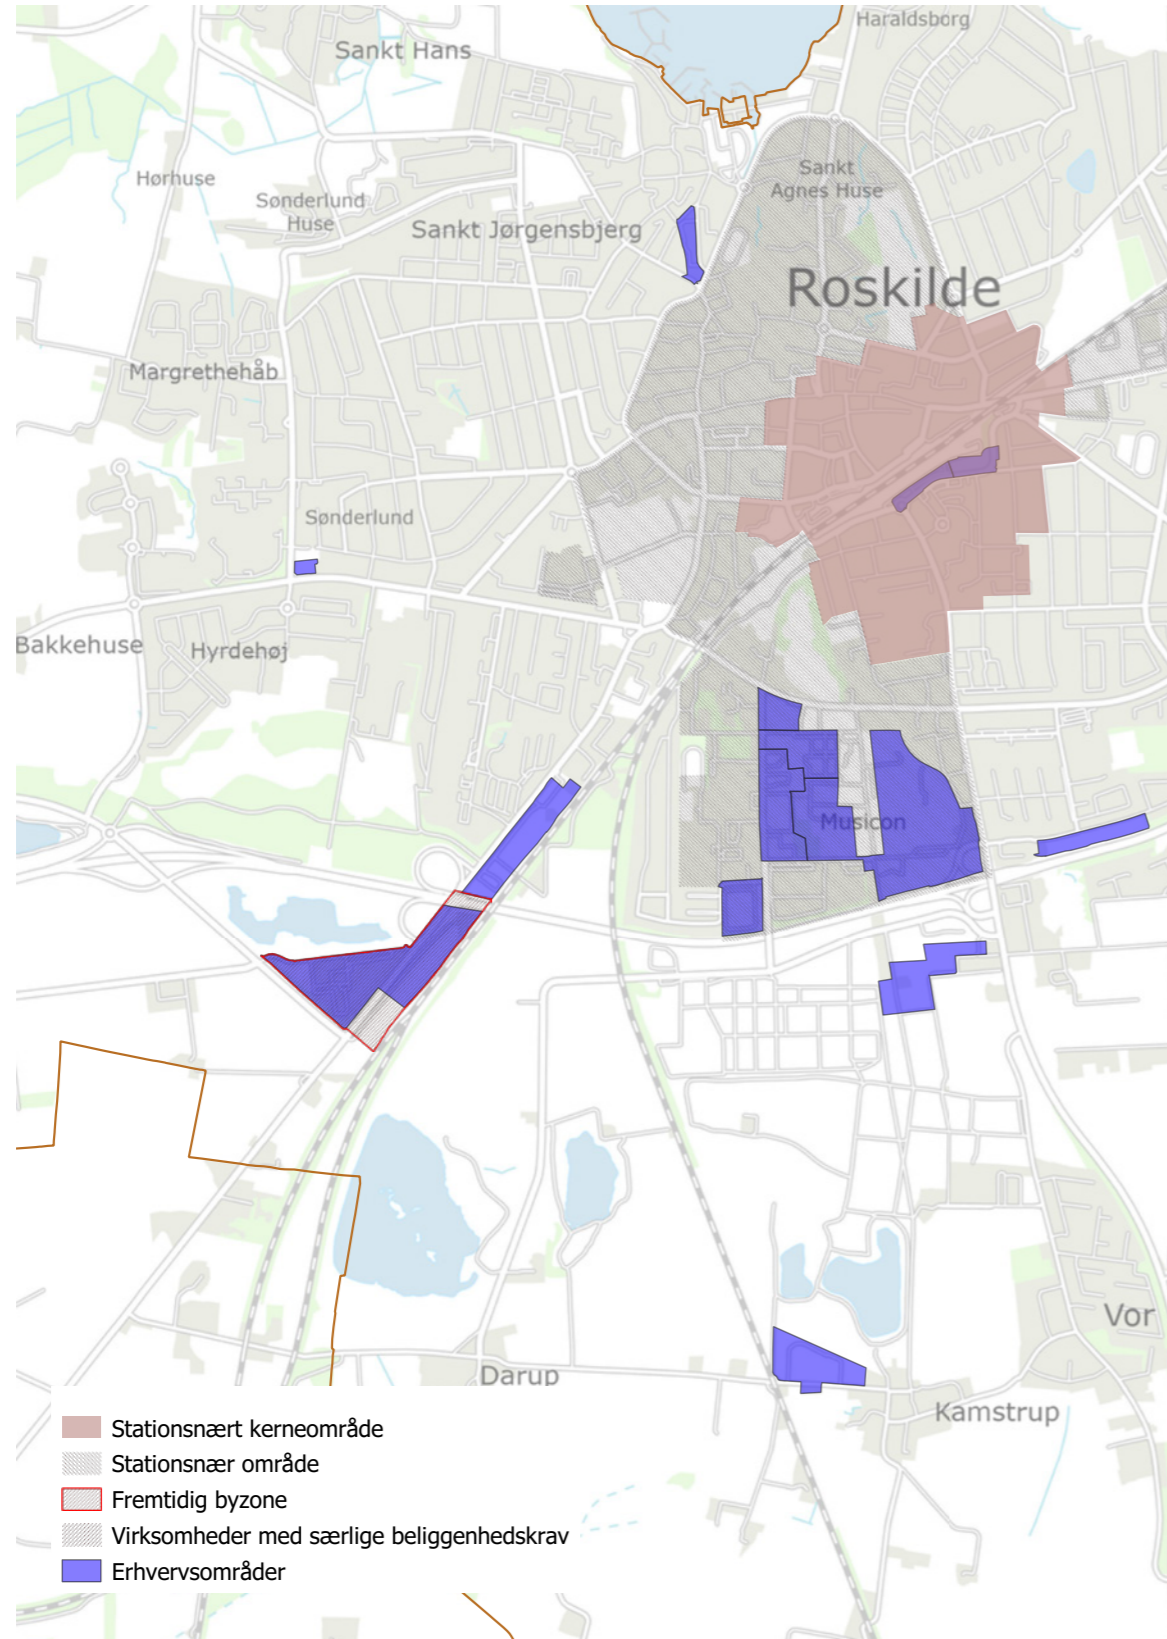 Haraldsborg
Sankt Hans
Sankt
Agnes Huse
Hørhuse
Sønderlund
Huse
Sankt Jørgensbjerg
Roskilde
Margrethehåb
Sønderlund
Bakkehuse
Hyrdehøj
Musicon
Vor
Darup
Kamstrup
Stationsnært kerneområde
Stationsnær område
Fremtidig byzone
Virksomheder med særlige beliggenhedskrav
Erhvervsområder